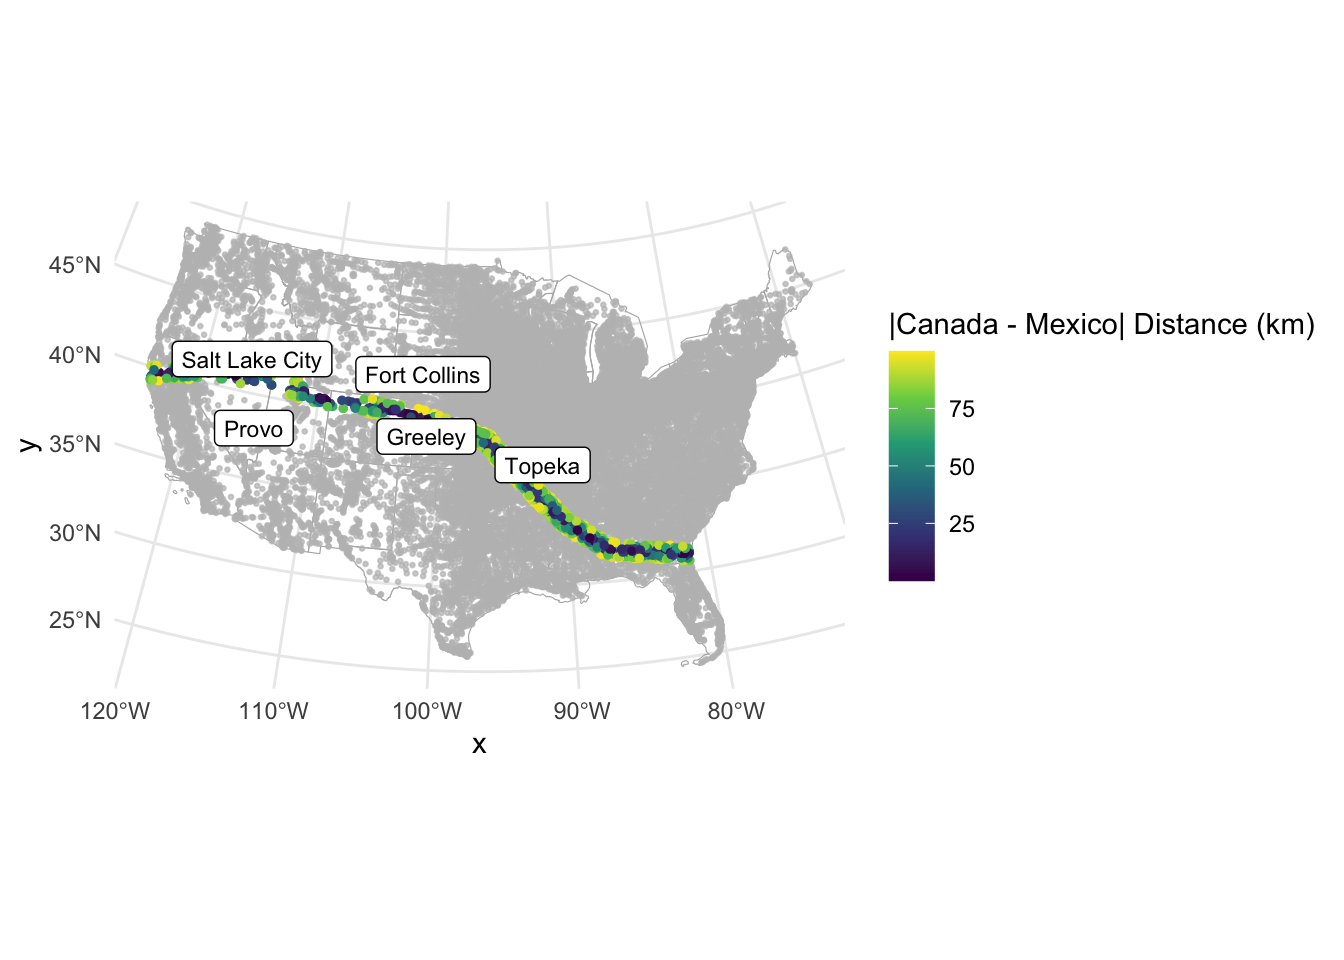 45°N
40°N
35°N
30°N
25°N
y
Salt Lake City
Fort Collins
Provo
Greeley
Topeka
120°W
110°W
100°W
90°W
80°W
x
|Canada - Mexico| Distance (km)
75
50
25